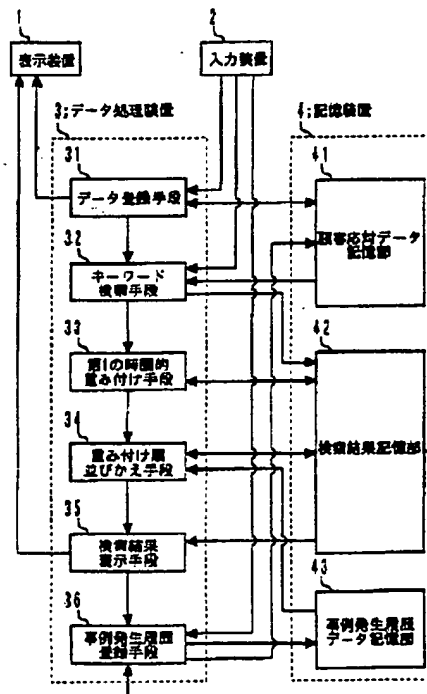 1
表示装置
2
入力装置
3;データ処理装置
4;記憶装置
31
データ登録手段
32
キーワード
検索手段
33
第1の時間的
重み付け手段
34
重み付け順
並びかえ手段
35
検索結果
表示手段
36
事例発生履歴
登録手段
41
顧客応対データ
記憶部
42
検索結果記憶部
43
事例発生履歴
データ記憶部